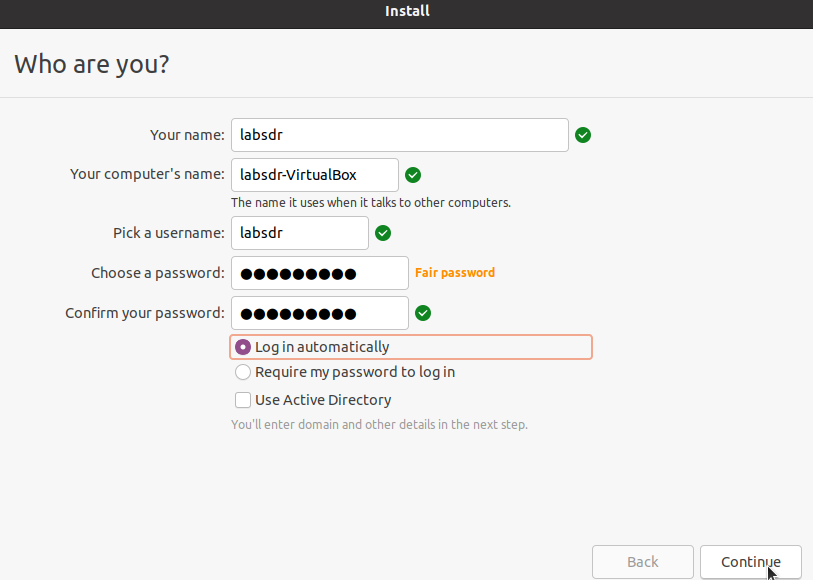 Install
Who are you?
Your name: labsdr
Your computer's name: labsdr-VirtualBox
The name it uses when it talks to other computers.
Pick a username: labsdr
Choose a password: ●●●●●●●●● Fair password
Confirm your password: ●●●●●●●●●
Log in automatically
Require my password to log in
Use Active Directory
You'll enter domain and other details in the next step.
Back Continue